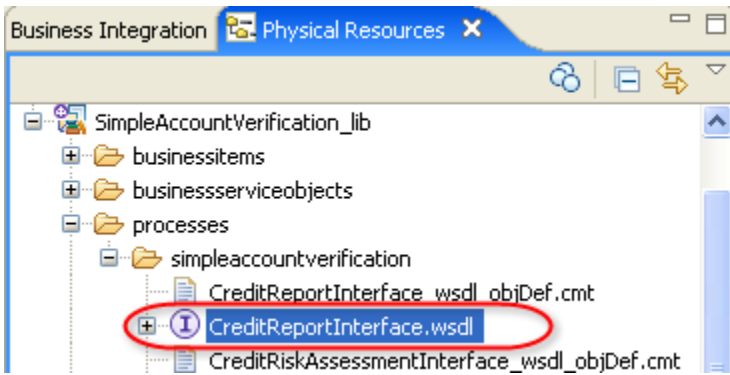 Business Integration Physical Resources
SimpleAccountVerification_lib
businessitems
businessserviceobjects
processes
simpleaccountverification
CreditReportInterface_wsdl_objDef.cmt
CreditReportInterface.wsdl
CreditRiskAssessmentInterface_wsdl_objDef.cmt